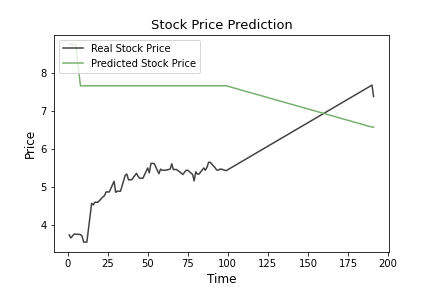 Stock Price Prediction
Real Stock Price
Predicted Stock Price
Price
8
7
6
5
4
0 25 50 75 100 125 150 175 200
Time